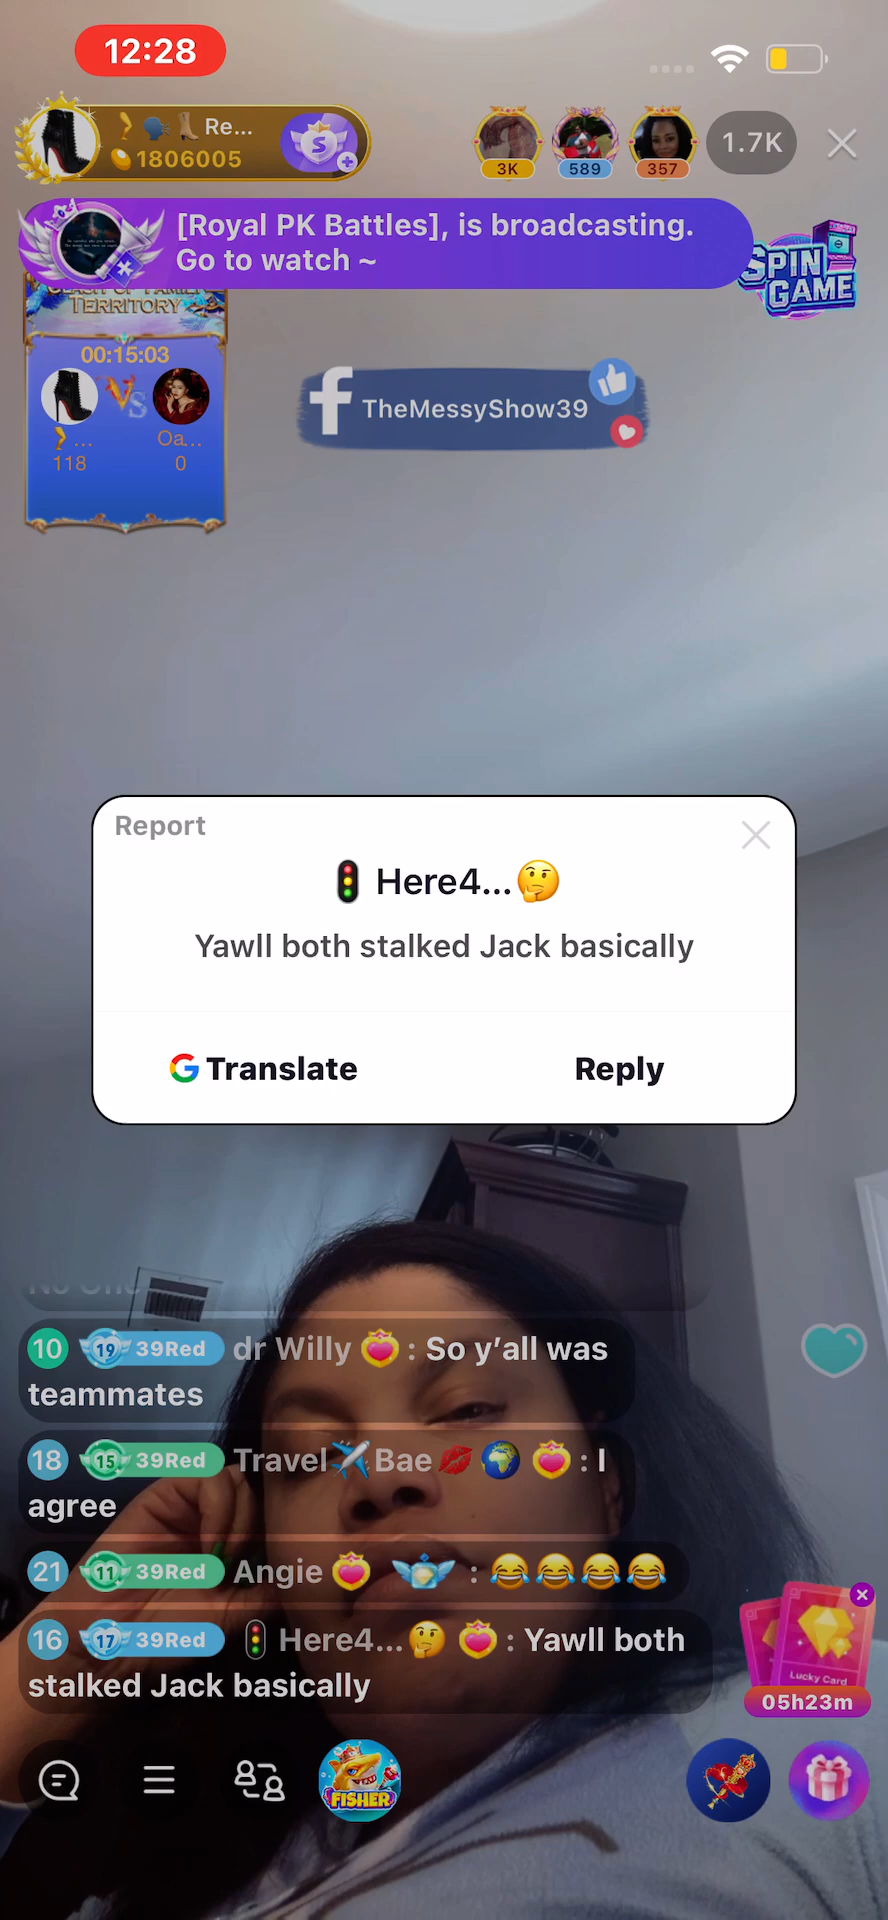 12:28
Re...
1806005
S
3K
589
357
1.7K
[Royal PK Battles], is broadcasting.
Go to watch ~
SPIN
GAME
TERRITORY
00:15:03
VS
...
Oa...
118
0
TheMessyShow39
Report
🚦 Here4...🤔
Yawll both stalked Jack basically
Translate
Reply
No One
10 19 39Red dr Willy : So y’all was
teammates
18 15 39Red Travel✈️Bae💋🌍 : I
agree
21 11 39Red Angie : 😂😂😂😂
16 17 39Red 🚦 Here4...🤔 : Yawll both
stalked Jack basically
Lucky Card
05h23m
FISHER